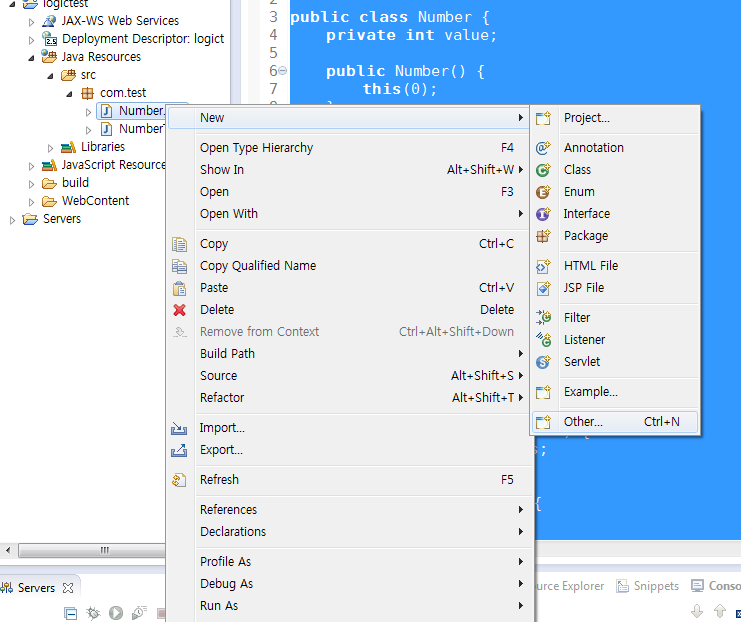 logictest
JAX-WS Web Services
Deployment Descriptor: logict
Java Resources
src
com.test
Number.
Number
Libraries
JavaScript Resource
build
WebContent
Servers
3 public class Number {
4 private int value;
5
6 public Number() {
7 this(0);
New
Open Type Hierarchy F4
Show In Alt+Shift+W
Open F3
Open With
Copy Ctrl+C
Copy Qualified Name
Paste Ctrl+V
Delete Delete
Remove from Context Ctrl+Alt+Shift+Down
Build Path
Source Alt+Shift+S
Refactor Alt+Shift+T
Import...
Export...
Refresh F5
References
Declarations
Profile As
Debug As
Run As
Project...
Annotation
Class
Enum
Interface
Package
HTML File
JSP File
Filter
Listener
Servlet
Example...
Other... Ctrl+N
s;
{
Servers
urce Explorer
Snippets
Conso